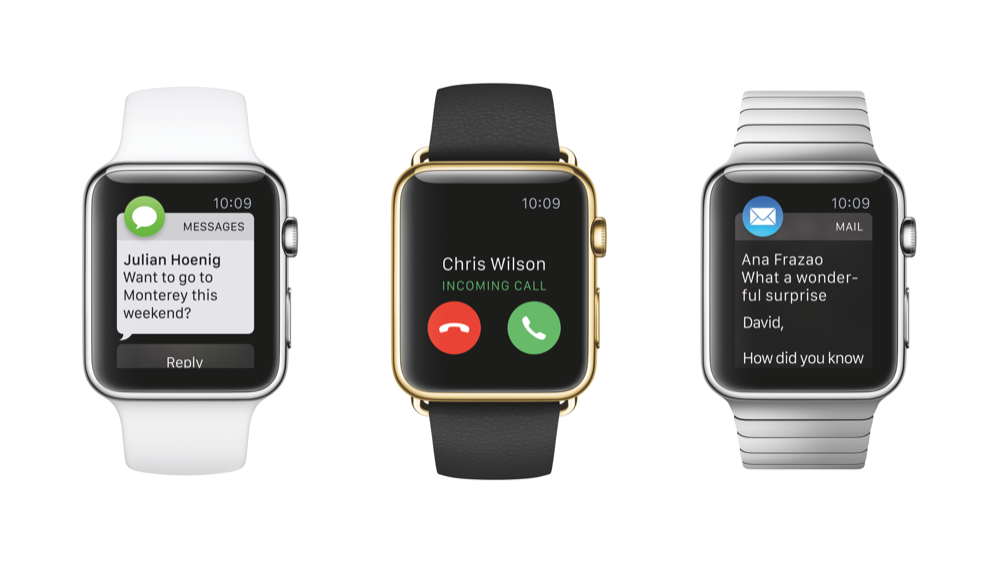 10:09
MESSAGES
Julian Hoenig
Want to go to
Monterey this
weekend?
Reply
10:09
Chris Wilson
INCOMING CALL
10:09
MAIL
Ana Frazao
What a wonder-
ful surprise
David,
How did you know